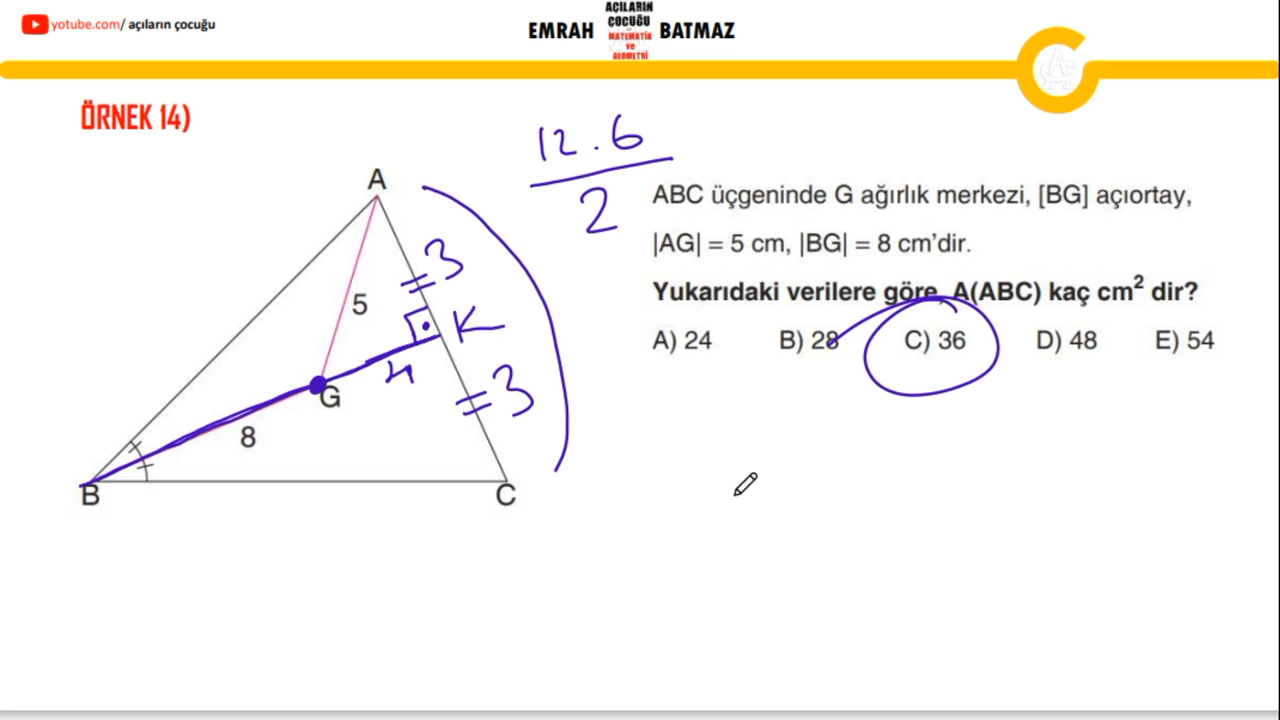 yotube.com/ açıların çocuğu
EMRAH
AÇILARIN
ÇOCUĞU
MATEMATİK
ve
GEOMETRİ
BATMAZ
ÖRNEK 14)
12 . 6
2
ABC üçgeninde G ağırlık merkezi, [BG] açıortay,
|AG| = 5 cm, |BG| = 8 cm’dir.
Yukarıdaki verilere göre, A(ABC) kaç cm² dir?
A) 24 B) 28 C) 36 D) 48 E) 54
A
3
5
K
4
3
G
8
B
C